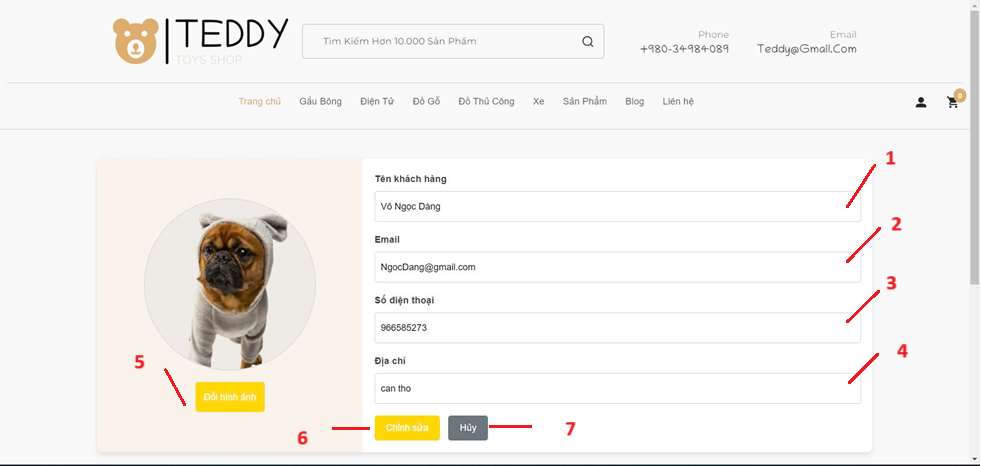 TEDDY
TOYS SHOP
Tìm Kiếm Hơn 10.000 Sản Phẩm
Phone
+980-34984089
Email
Teddy@Gmail.Com
Trang chủ Gấu Bông Điện Tử Đồ Gỗ Đồ Thủ Công Xe Sản Phẩm Blog Liên hệ
0
1
Tên khách hàng
Võ Ngọc Dàng
2
Email
NgocDang@gmail.com
3
Số điện thoại
966585273
4
Địa chỉ
can tho
5
Đổi hình ảnh
6
Chỉnh sửa
Hủy
7